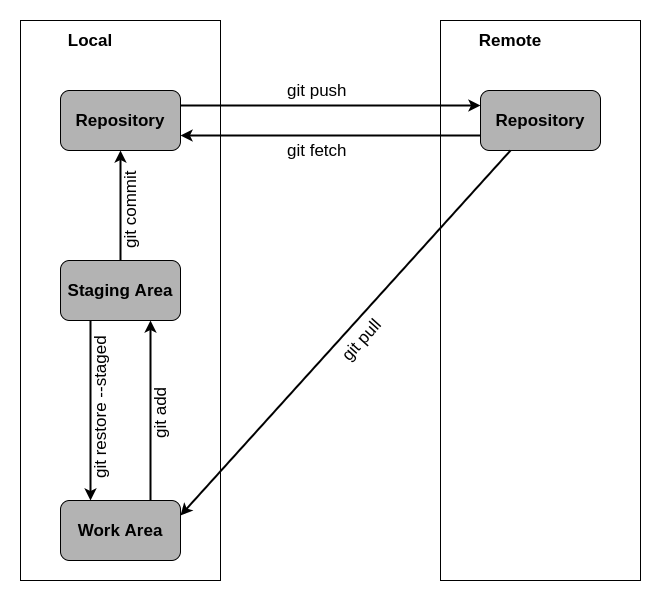 Local
Remote
git push
Repository
Repository
git fetch
git commit
Staging Area
git pull
git restore --staged
git add
Work Area